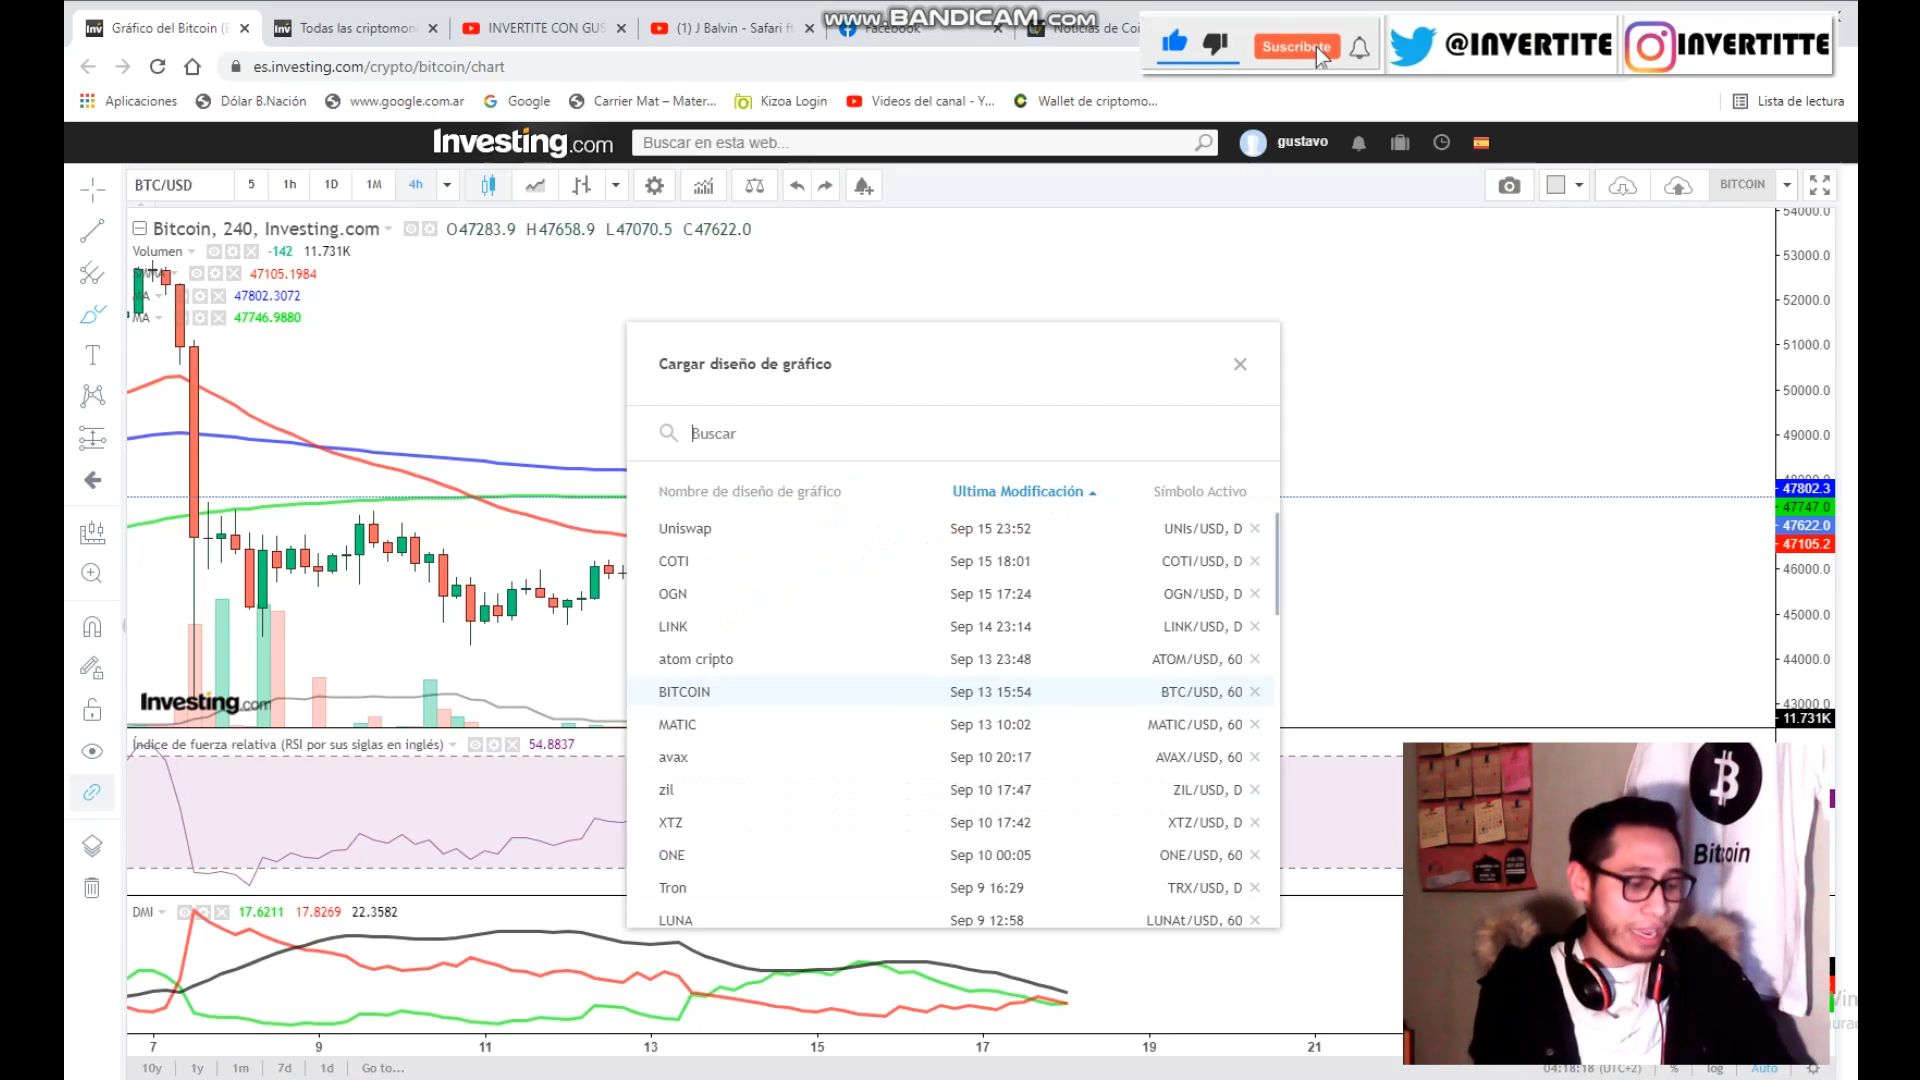 www.BANDICAM.com
Gráfico del Bitcoin (E
Todas las criptomon
INVERTITE CON GUS
(1) J Balvin - Safari ft
Facebook
Noticias de Coi
Suscribete
@INVERTITE
INVERTITTE
es.investing.com/crypto/bitcoin/chart
Aplicaciones
Dólar B.Nación
www.google.com.ar
Google
Carrier Mat – Mater...
Kizoa Login
Videos del canal - Y...
Wallet de criptomo...
Lista de lectura
Investing.com
Buscar en esta web...
gustavo
BTC/USD
5
1h
1D
1M
4h
BITCOIN
Bitcoin, 240, Investing.com
O47283.9 H47658.9 L47070.5 C47622.0
Volumen
-142 11.731K
47105.1984
MA
47802.3072
MA
47746.9880
54000.0
53000.0
52000.0
51000.0
50000.0
49000.0
47802.3
47747.0
47622.0
47105.2
46000.0
45000.0
44000.0
43000.0
11.731K
Cargar diseño de gráfico
Buscar
Nombre de diseño de gráfico
Ultima Modificación
Símbolo Activo
Uniswap Sep 15 23:52 UNIs/USD, D
COTI Sep 15 18:01 COTI/USD, D
OGN Sep 15 17:24 OGN/USD, D
LINK Sep 14 23:14 LINK/USD, D
atom cripto Sep 13 23:48 ATOM/USD, 60
BITCOIN Sep 13 15:54 BTC/USD, 60
MATIC Sep 13 10:02 MATIC/USD, 60
avax Sep 10 20:17 AVAX/USD, 60
zil Sep 10 17:47 ZIL/USD, D
XTZ Sep 10 17:42 XTZ/USD, D
ONE Sep 10 00:05 ONE/USD, 60
Tron Sep 9 16:29 TRX/USD, D
LUNA Sep 9 12:58 LUNAt/USD, 60
Investing.com
Índice de fuerza relativa (RSI por sus siglas en inglés)
54.8837
DMI
17.6211 17.8269 22.3582
Bitcoin
7 9 11 13 15 17 19 21
10y 1y 1m 7d 1d Go to...
04:18:18 (UTC+2) % log Auto